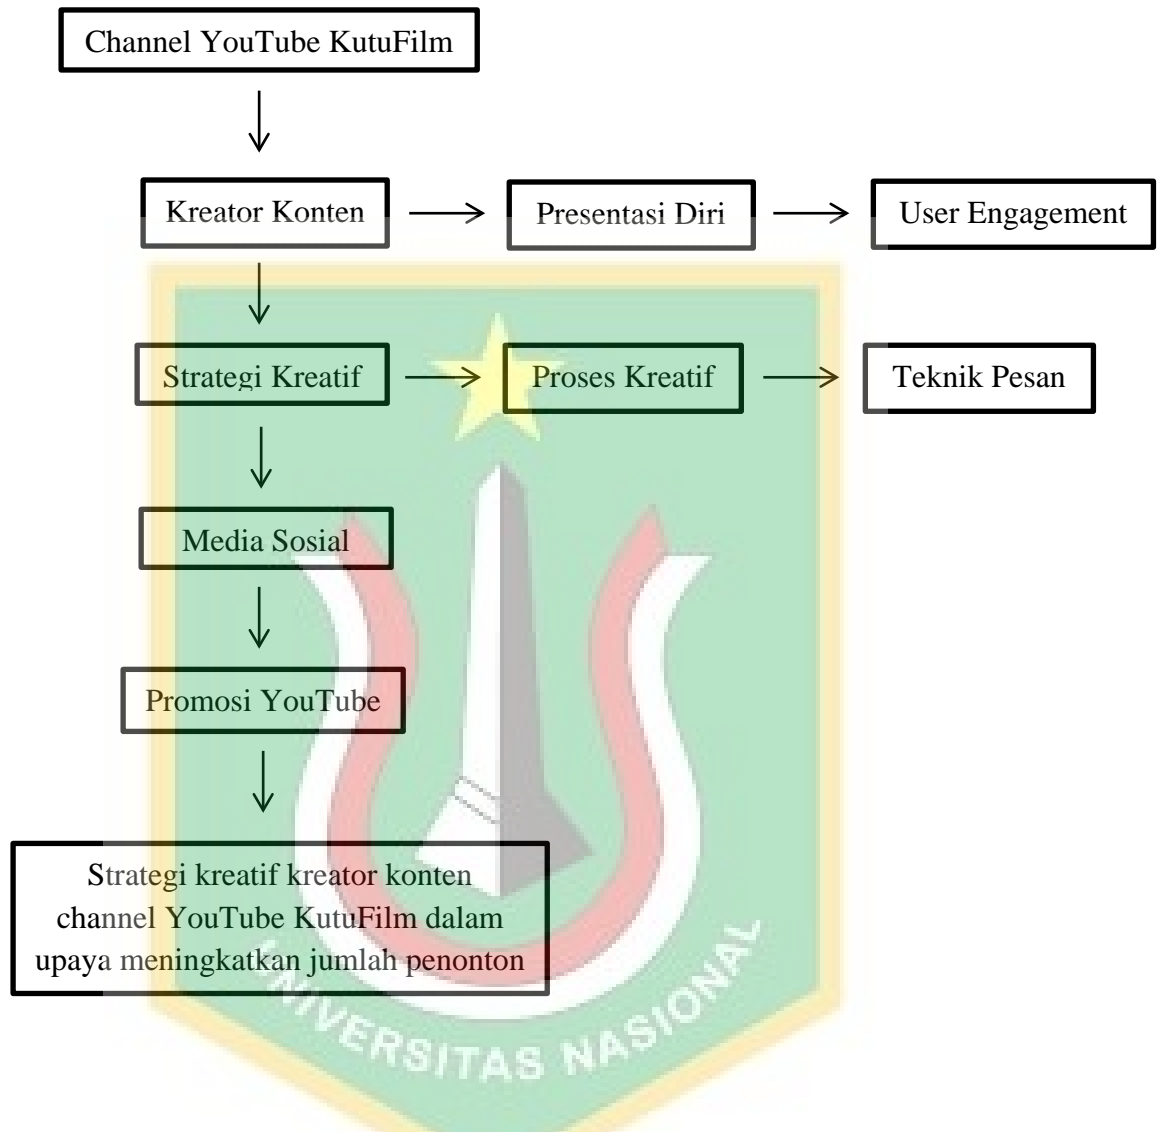 Channel YouTube KutuFilm
Kreator Konten
Presentasi Diri
User Engagement
Strategi Kreatif
Proses Kreatif
Teknik Pesan
Media Sosial
Promosi YouTube
Strategi kreatif kreator konten
channel YouTube KutuFilm dalam
upaya meningkatkan jumlah penonton
UNIVERSITAS NASIONAL